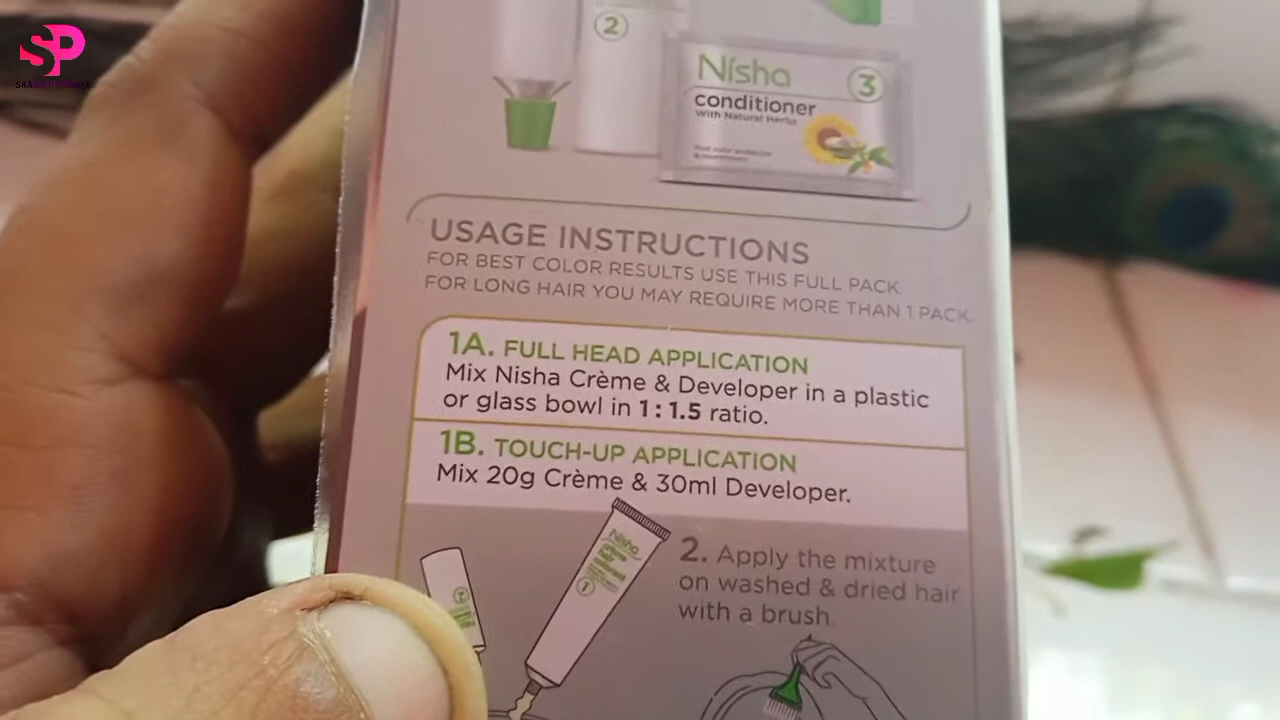 SP
2
Nísha
3
conditioner
With Natural Herbs
USAGE INSTRUCTIONS
FOR BEST COLOR RESULTS USE THIS FULL PACK.
FOR LONG HAIR YOU MAY REQUIRE MORE THAN 1 PACK.
1A. FULL HEAD APPLICATION
Mix Nisha Crème & Developer in a plastic
or glass bowl in 1 : 1.5 ratio.
1B. TOUCH-UP APPLICATION
Mix 20g Crème & 30ml Developer.
Nísha
1
2. Apply the mixture
on washed & dried hair
with a brush